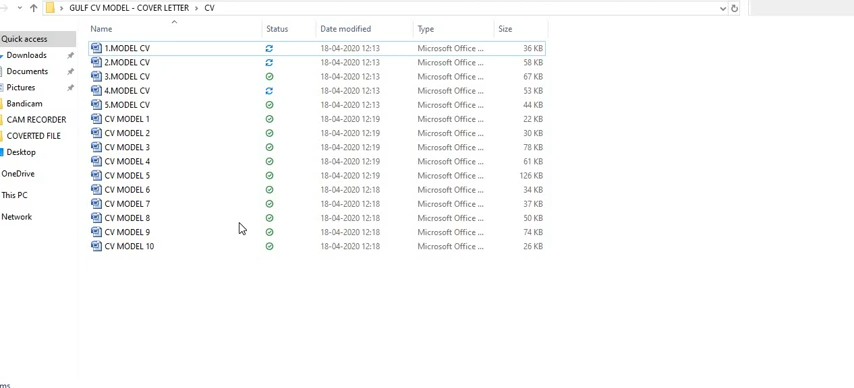 GULF CV MODEL - COVER LETTER > CV
Name Status Date modified Type Size
Quick access
Downloads
Documents
Pictures
Bandicam
CAM RECORDER
COVERTED FILE
Desktop
OneDrive
This PC
Network
1.MODEL CV 18-04-2020 12:13 Microsoft Office ... 36 KB
2.MODEL CV 18-04-2020 12:13 Microsoft Office ... 58 KB
3.MODEL CV 18-04-2020 12:13 Microsoft Office ... 67 KB
4.MODEL CV 18-04-2020 12:13 Microsoft Office ... 53 KB
5.MODEL CV 18-04-2020 12:13 Microsoft Office ... 44 KB
CV MODEL 1 18-04-2020 12:19 Microsoft Office ... 22 KB
CV MODEL 2 18-04-2020 12:19 Microsoft Office ... 30 KB
CV MODEL 3 18-04-2020 12:19 Microsoft Office ... 78 KB
CV MODEL 4 18-04-2020 12:19 Microsoft Office ... 61 KB
CV MODEL 5 18-04-2020 12:19 Microsoft Office ... 126 KB
CV MODEL 6 18-04-2020 12:18 Microsoft Office ... 34 KB
CV MODEL 7 18-04-2020 12:18 Microsoft Office ... 37 KB
CV MODEL 8 18-04-2020 12:18 Microsoft Office ... 50 KB
CV MODEL 9 18-04-2020 12:18 Microsoft Office ... 74 KB
CV MODEL 10 18-04-2020 12:18 Microsoft Office ... 26 KB